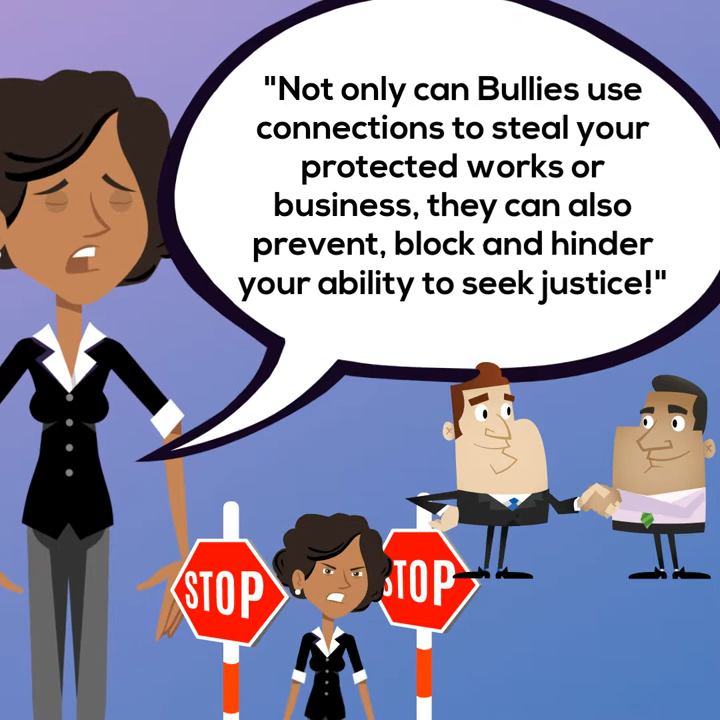 "Not only can Bullies use
connections to steal your
protected works or
business, they can also
prevent, block and hinder
your ability to seek justice!"
STOP
STOP